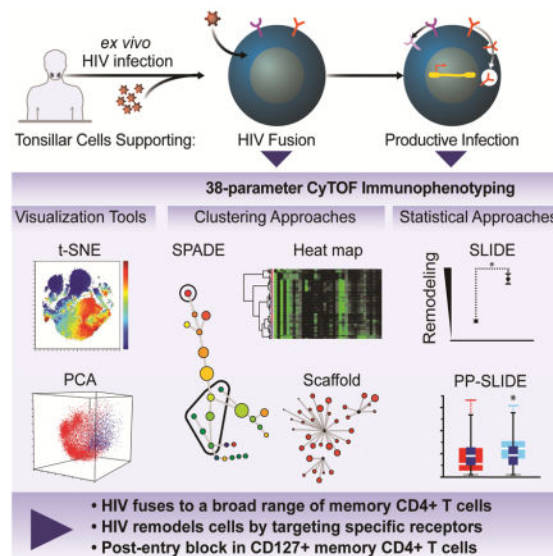 ex vivo
HIV infection
Tonsillar Cells Supporting:
HIV Fusion
Productive Infection
38-parameter CyTOF Immunophenotyping
Visualization Tools
Clustering Approaches
Statistical Approaches
t-SNE
SPADE
Heat map
SLIDE
*
Remodeling
PCA
Scaffold
PP-SLIDE
*
• HIV fuses to a broad range of memory CD4+ T cells
• HIV remodels cells by targeting specific receptors
• Post-entry block in CD127+ memory CD4+ T cells